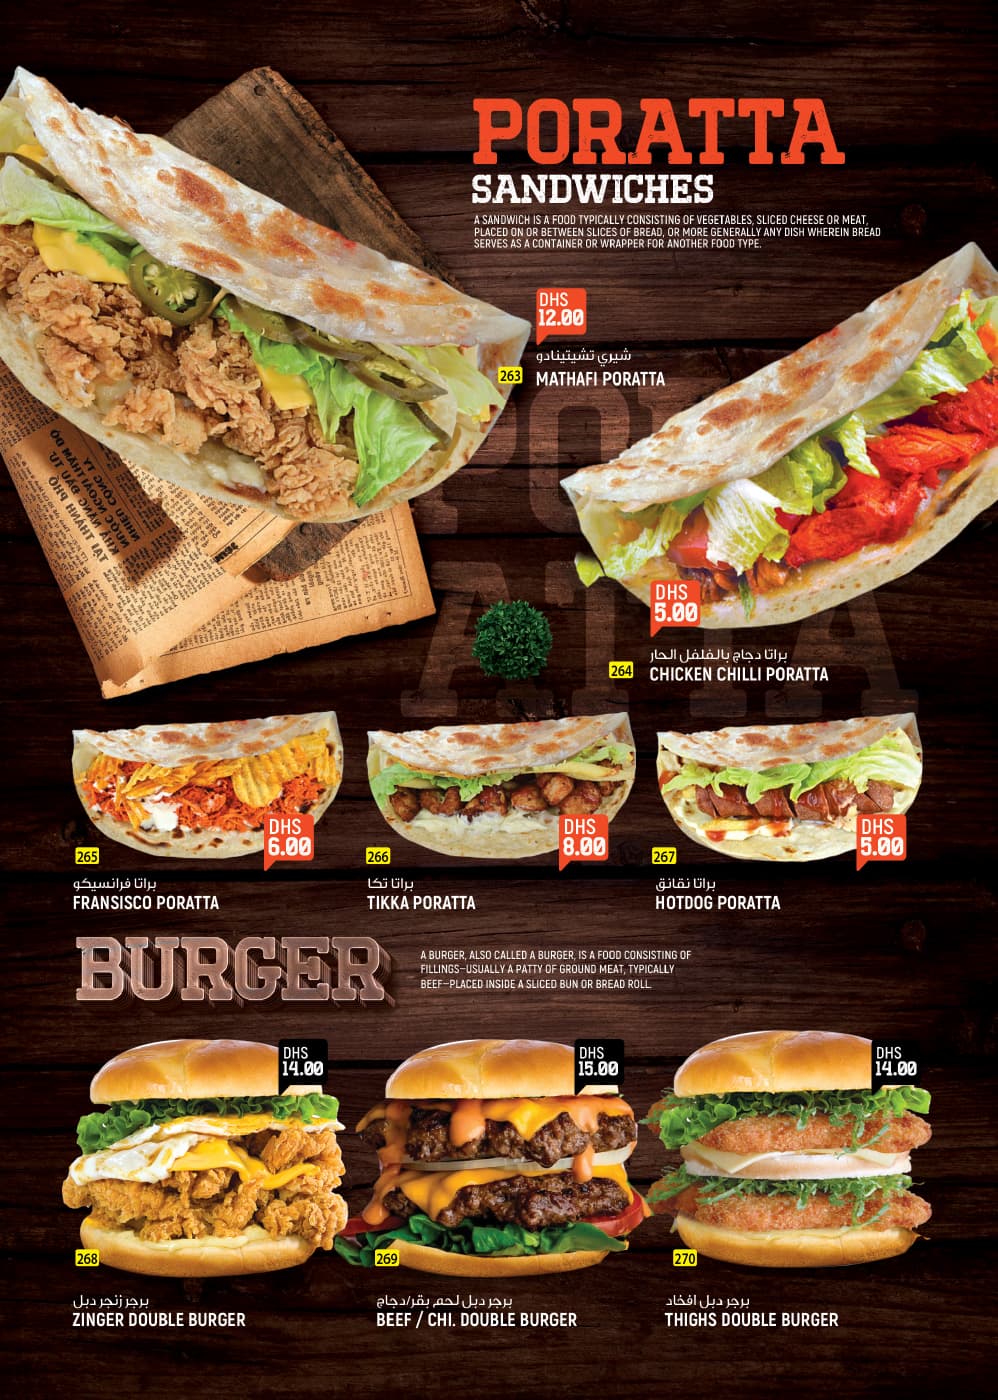 PORATTA
SANDWICHES
A SANDWICH IS A FOOD TYPICALLY CONSISTING OF VEGETABLES, SLICED CHEESE OR MEAT,
PLACED ON OR BETWEEN SLICES OF BREAD, OR MORE GENERALLY ANY DISH WHEREIN BREAD
SERVES AS A CONTAINER OR WRAPPER FOR ANOTHER FOOD TYPE.
DHS
12.00
شيري تشيتينادو
263
MATHAFI PORATTA
PO
ATTA
DHS
5.00
براتا دجاج بالفلفل الحار
264
CHICKEN CHILLI PORATTA
DHS
6.00
265
براتا فرانسيكو
FRANSISCO PORATTA
DHS
8.00
266
براتا تكا
TIKKA PORATTA
DHS
5.00
267
براتا نقانق
HOTDOG PORATTA
BURGER
A BURGER, ALSO CALLED A BURGER, IS A FOOD CONSISTING OF
FILLINGS—USUALLY A PATTY OF GROUND MEAT, TYPICALLY
BEEF—PLACED INSIDE A SLICED BUN OR BREAD ROLL.
DHS
14.00
268
برجر زنجر دبل
ZINGER DOUBLE BURGER
DHS
15.00
269
برجر دبل لحم بقر/دجاج
BEEF / CHI. DOUBLE BURGER
DHS
14.00
270
برجر دبل افخاد
THIGHS DOUBLE BURGER